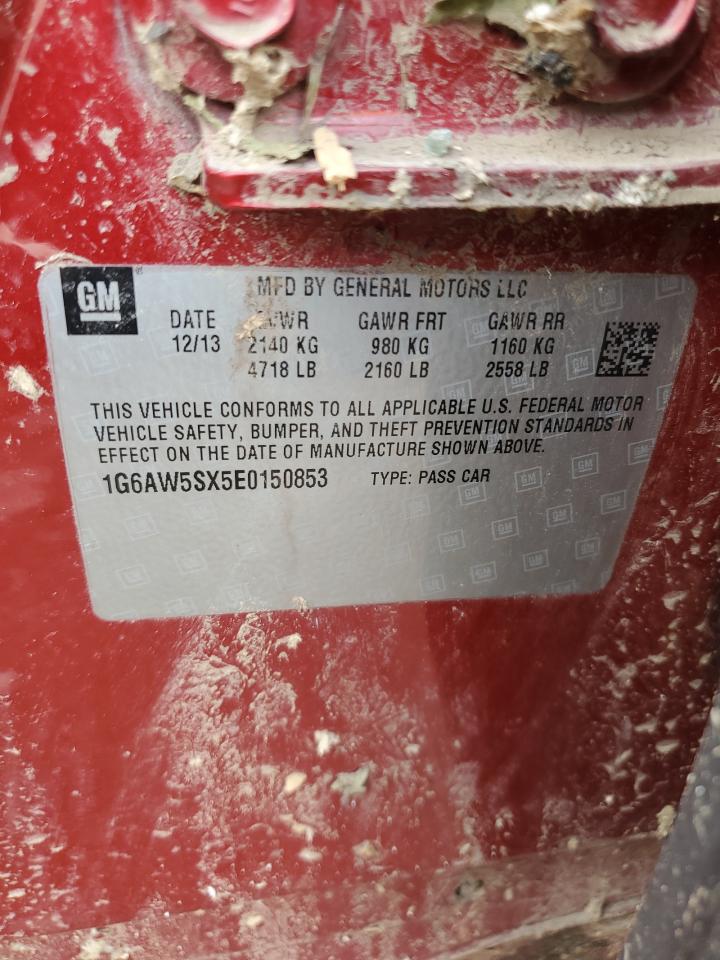 GM MFD BY GENERAL MOTORS LLC
DATE GVWR GAWR FRT GAWR RR
12/13 2140 KG 980 KG 1160 KG
4718 LB 2160 LB 2558 LB
THIS VEHICLE CONFORMS TO ALL APPLICABLE U.S. FEDERAL MOTOR
VEHICLE SAFETY, BUMPER, AND THEFT PREVENTION STANDARDS IN
EFFECT ON THE DATE OF MANUFACTURE SHOWN ABOVE.
1G6AW5SX5E0150853 TYPE: PASS CAR